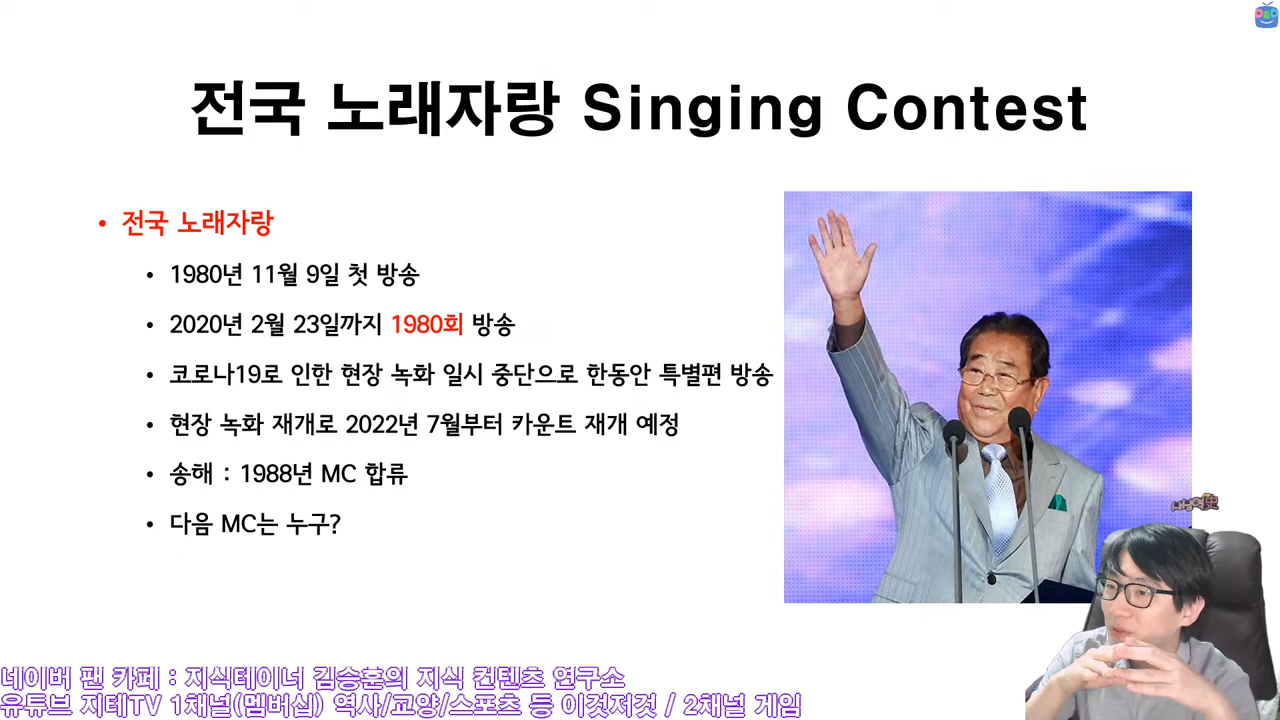 전국 노래자랑 Singing Contest
• 전국 노래자랑
• 1980년 11월 9일 첫 방송
• 2020년 2월 23일까지 1980회 방송
• 코로나19로 인한 현장 녹화 일시 중단으로 한동안 특별편 방송
• 현장 녹화 재개로 2022년 7월부터 카운트 재개 예정
• 송해 : 1988년 MC 합류
• 다음 MC는 누구?
네이버 팬 카페 : 지식테이너 김승훈의 지식 컨텐츠 연구소
유튜브 지테TV 1채널(멤버십) 역사/교양/스포츠 등 이것저것 / 2채널 게임